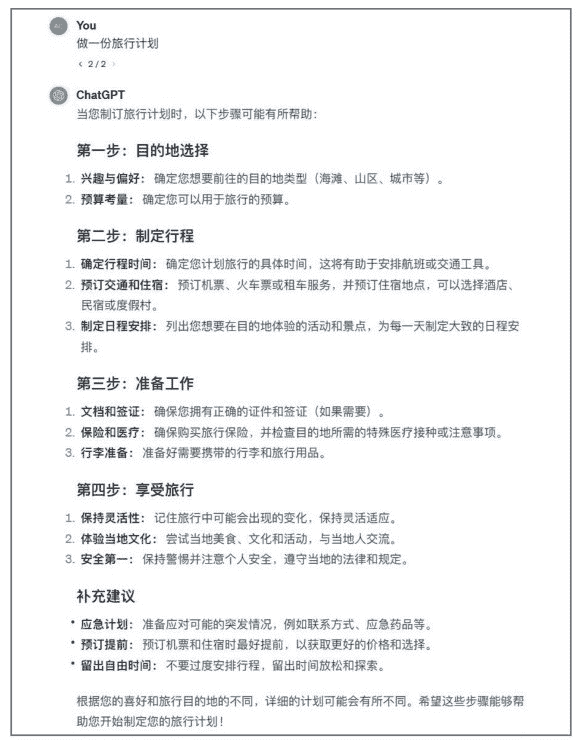 You
做一份旅行计划
‹ 2/2 ›
ChatGPT
当您制订旅行计划时，以下步骤可能有所帮助：
第一步：目的地选择
1. 兴趣与偏好： 确定您想要前往的目的地类型（海滩、山区、城市等）。
2. 预算考量： 确定您可以用于旅行的预算。
第二步：制定行程
1. 确定行程时间： 确定您计划旅行的具体时间，这将有助于安排航班或交通工具。
2. 预订交通和住宿： 预订机票、火车票或租车服务，并预订住宿地点，可以选择酒店、
民宿或度假村。
3. 制定日程安排： 列出您想要在目的地体验的活动和景点，为每一天制定大致的日程安
排。
第三步：准备工作
1. 文档和签证： 确保您拥有正确的证件和签证（如果需要）。
2. 保险和医疗： 确保购买旅行保险，并检查目的地所需的特殊医疗接种或注意事项。
3. 行李准备： 准备好需要携带的行李和旅行用品。
第四步：享受旅行
1. 保持灵活性： 记住旅行中可能会出现的变化，保持灵活适应。
2. 体验当地文化： 尝试当地美食、文化和活动，与当地人交流。
3. 安全第一： 保持警惕并注意个人安全，遵守当地的法律和规定。
补充建议
• 应急计划： 准备应对可能的突发情况，例如联系方式、应急药品等。
• 预订提前： 预订机票和住宿时最好提前，以获取更好的价格和选择。
• 留出自由时间： 不要过度安排行程，留出时间放松和探索。
根据您的喜好和旅行目的地的不同，详细的计划可能会有所不同。希望这些步骤能够帮
助您开始制定您的旅行计划！